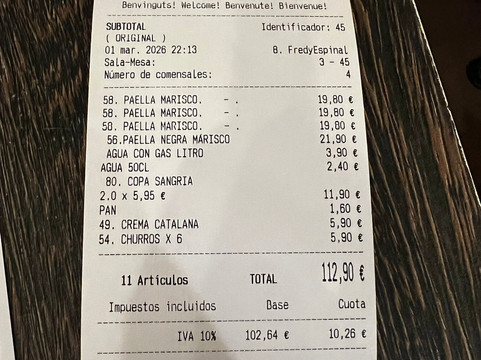 Benvinguts! Welcome! Benvenute! Bienvenidos!
SUBTOTAL Identificador: 45
( ORIGINAL )
01 mar. 2026 22:13 8. FredyEspinal
Sala-Mesa: 3 - 45
Número de comensales: 4
58. PAELLA MARISCO. - . 19,80 €
58. PAELLA MARISCO. - . 19,80 €
58. PAELLA MARISCO. - . 19,80 €
56.PAELLA NEGRA MARISCO 21,90 €
AGUA CON GAS LITRO 3,90 €
AGUA 50CL 2,40 €
80. COPA SANGRIA
2.0 x 5,95 € 11,90 €
PAN 1,60 €
49. CREMA CATALANA 5,90 €
54. CHURROS X 6 5,90 €
11 Artículos TOTAL 112,90 €
Impuestos incluidos Base Cuota
IVA 10% 102,64 € 10,26 €